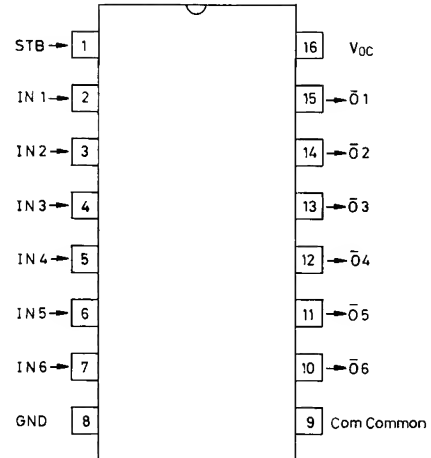 STB → 1 16 VOC
IN 1 → 2 15 → Ō1
IN2 → 3 14 → Ō2
IN3 → 4 13 → Ō3
IN4 → 5 12 → Ō4
IN5 → 6 11 → Ō5
IN6 → 7 10 → Ō6
GND 8 9 Com Common